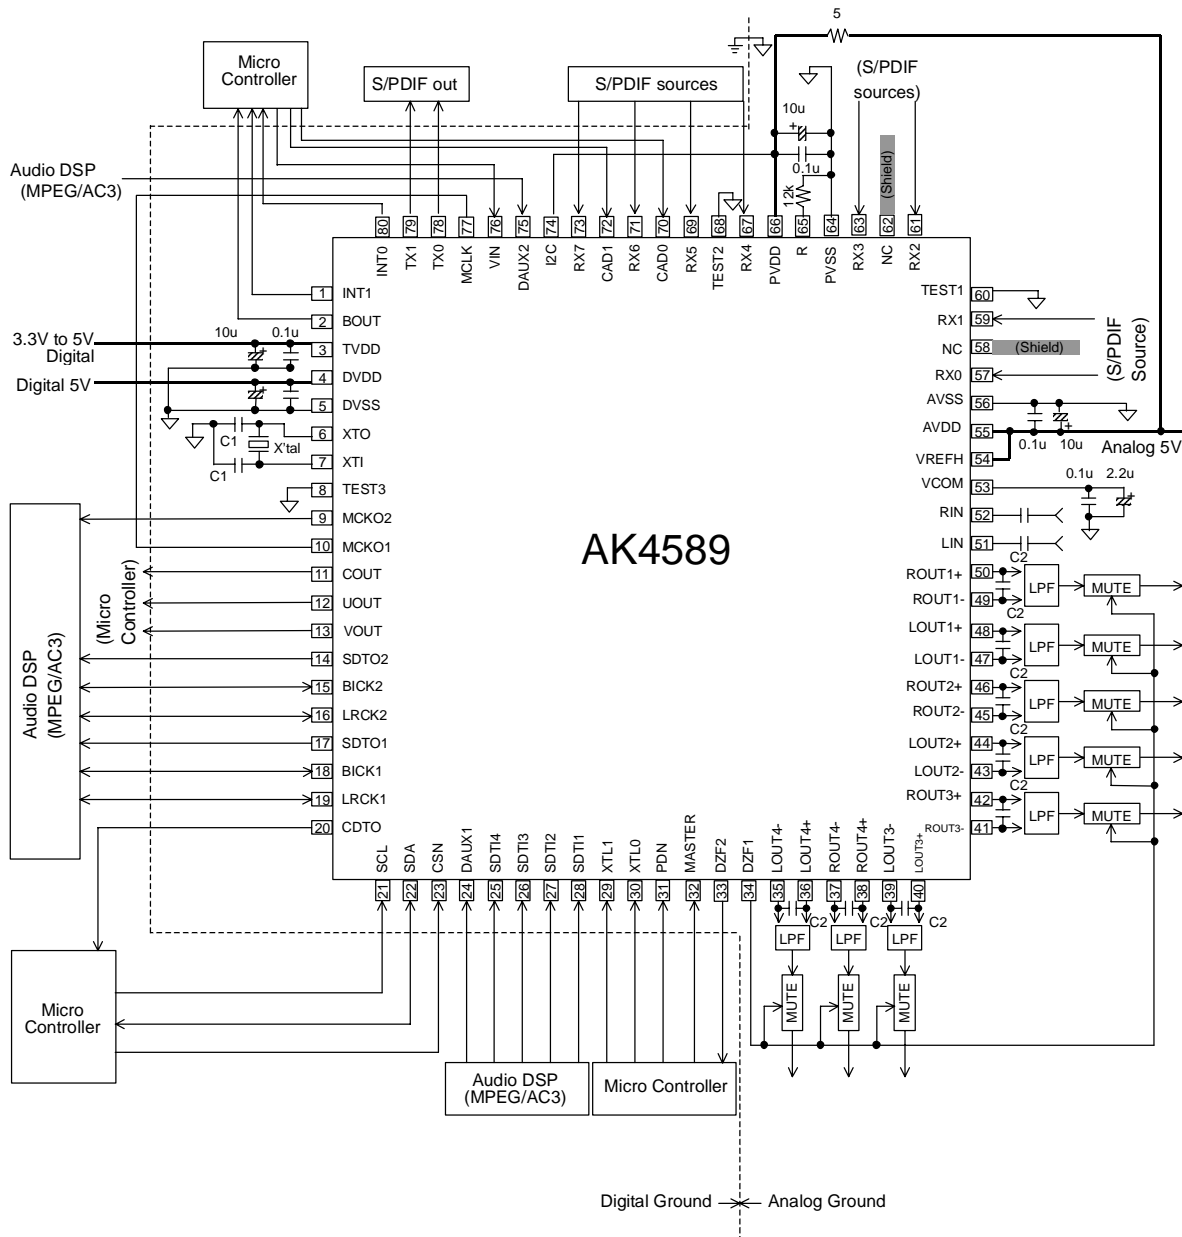 5
Micro
Controller
S/PDIF out
S/PDIF sources
(S/PDIF
sources)
10u
0.1u
12k
(Shield)
Audio DSP
(MPEG/AC3)
80
79
78
77
76
75
74
73
72
71
70
69
68
67
66
65
64
63
62
61
INT0
TX1
TX0
MCLK
VIN
DAUX2
I2C
RX7
CAD1
RX6
CAD0
RX5
TEST2
RX4
PVDD
R
PVSS
RX3
NC
RX2
1 INT1
2 BOUT
3 TVDD
4 DVDD
5 DVSS
6 XTO
7 XTI
8 TEST3
9 MCKO2
10 MCKO1
11 COUT
12 UOUT
13 VOUT
14 SDTO2
15 BICK2
16 LRCK2
17 SDTO1
18 BICK1
19 LRCK1
20 CDTO
3.3V to 5V
Digital
10u
0.1u
Digital 5V
C1
X'tal
C1
(Micro
Controller)
Audio DSP
(MPEG/AC3)
AK4589
TEST1 60
RX1 59
NC 58 (Shield)
RX0 57
AVSS 56
AVDD 55
VREFH 54
VCOM 53
RIN 52
LIN 51
ROUT1+ 50
ROUT1- 49
LOUT1+ 48
LOUT1- 47
ROUT2+ 46
ROUT2- 45
LOUT2+ 44
LOUT2- 43
ROUT3+ 42
ROUT3- 41
(S/PDIF
Source)
0.1u
10u
Analog 5V
0.1u
2.2u
C2
LPF
MUTE
C2
LPF
MUTE
C2
LPF
MUTE
C2
LPF
MUTE
C2
LPF
MUTE
SCL
SDA
CSN
DAUX1
SDTI4
SDTI3
SDTI2
SDTI1
XTL1
XTL0
PDN
MASTER
DZF2
DZF1
LOUT4-
LOUT4+
ROUT4-
ROUT4+
LOUT3-
LOUT3+
21
22
23
24
25
26
27
28
29
30
31
32
33
34
35
36
37
38
39
40
C2
C2
C2
LPF
LPF
LPF
MUTE
MUTE
MUTE
Micro
Controller
Audio DSP
(MPEG/AC3)
Micro Controller
Digital Ground
Analog Ground